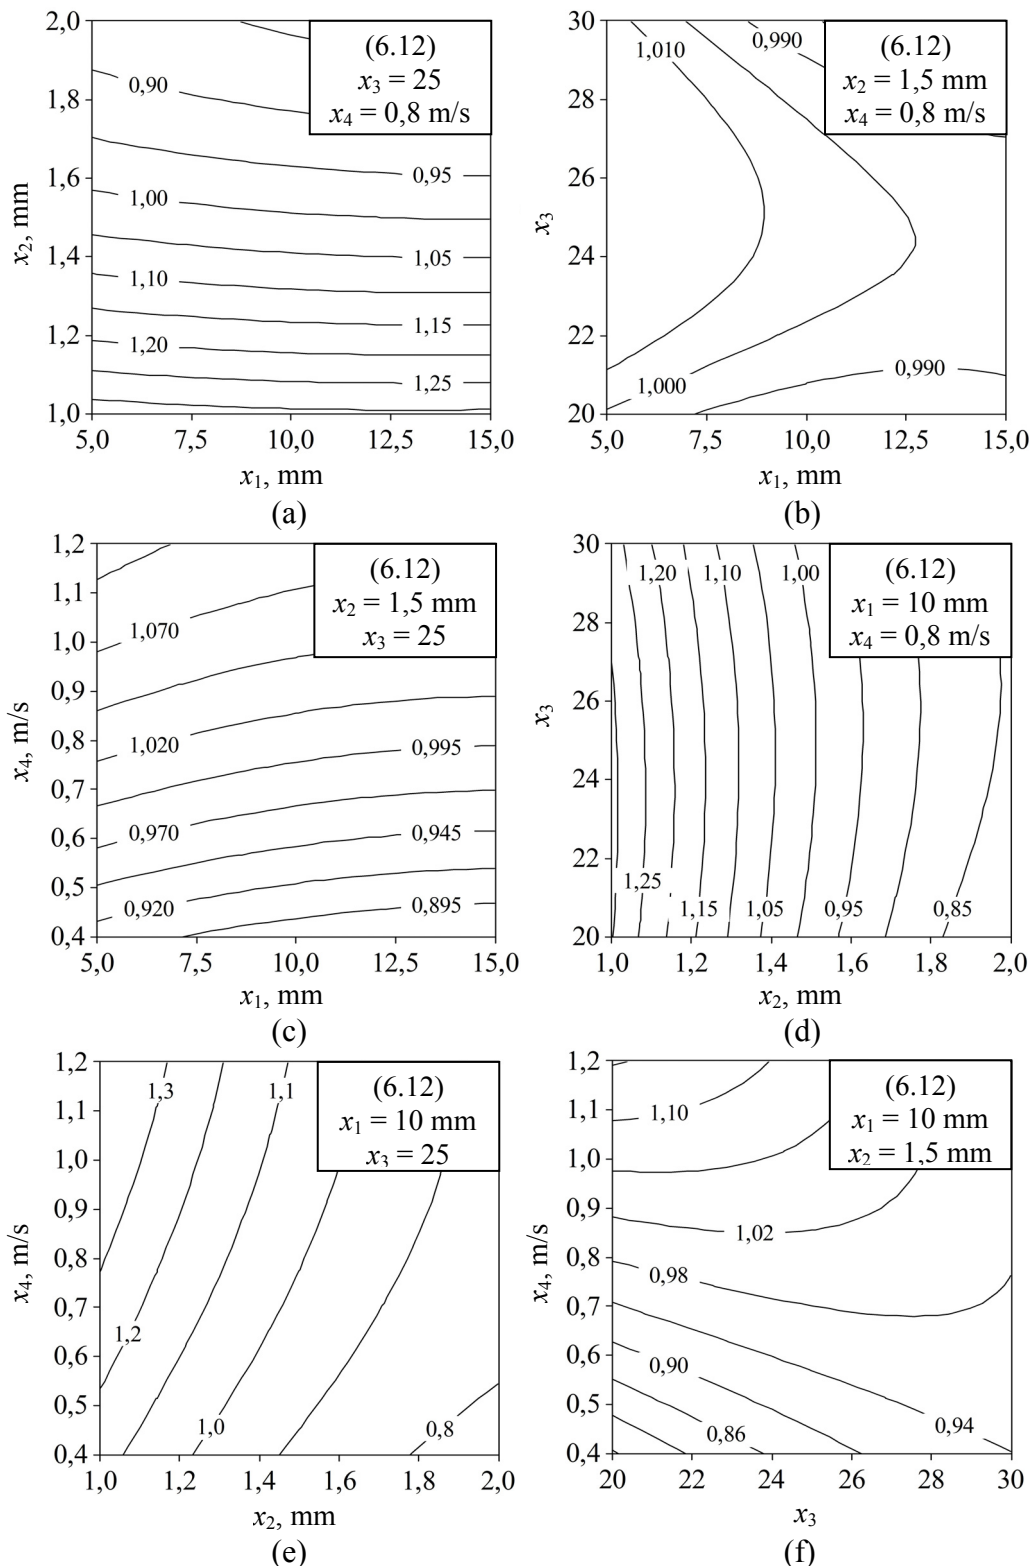 2,0
1,8
1,6
1,4
1,2
1,0
x₂, mm
5,0 7,5 10,0 12,5 15,0
x₁, mm
(6.12)
x₃ = 25
x₄ = 0,8 m/s
0,90
0,95
1,00
1,05
1,10
1,15
1,20
1,25
(a)
30
28
26
24
22
20
x₃
5,0 7,5 10,0 12,5 15,0
x₁, mm
(6.12)
x₂ = 1,5 mm
x₄ = 0,8 m/s
1,010
0,990
1,000
0,990
(b)
1,2
1,1
1,0
0,9
0,8
0,7
0,6
0,5
0,4
x₄, m/s
5,0 7,5 10,0 12,5 15,0
x₁, mm
(6.12)
x₂ = 1,5 mm
x₃ = 25
1,070
1,020
0,995
0,970
0,945
0,920
0,895
(c)
30
28
26
24
22
20
x₃
1,0 1,2 1,4 1,6 1,8 2,0
x₂, mm
(6.12)
x₁ = 10 mm
x₄ = 0,8 m/s
1,20 1,10 1,00
1,25
1,15 1,05 0,95 0,85
(d)
1,2
1,1
1,0
0,9
0,8
0,7
0,6
0,5
0,4
x₄, m/s
1,0 1,2 1,4 1,6 1,8 2,0
x₂, mm
(6.12)
x₁ = 10 mm
x₃ = 25
1,3 1,1
1,2
1,0 0,8
(e)
1,2
1,1
1,0
0,9
0,8
0,7
0,6
0,5
0,4
x₄, m/s
20 22 24 26 28 30
x₃
(6.12)
x₁ = 10 mm
x₂ = 1,5 mm
1,10
1,02
0,98
0,90
0,94
0,86
(f)